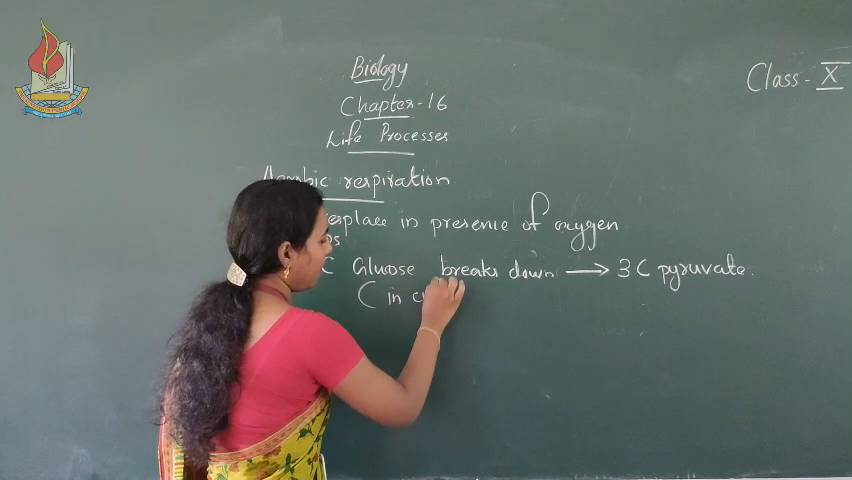 Biology
Class - X
Chapter-16
Life Processes
Aerobic respiration
place in presence of oxygen
C Glucose breaks down → 3C pyruvate.
( in